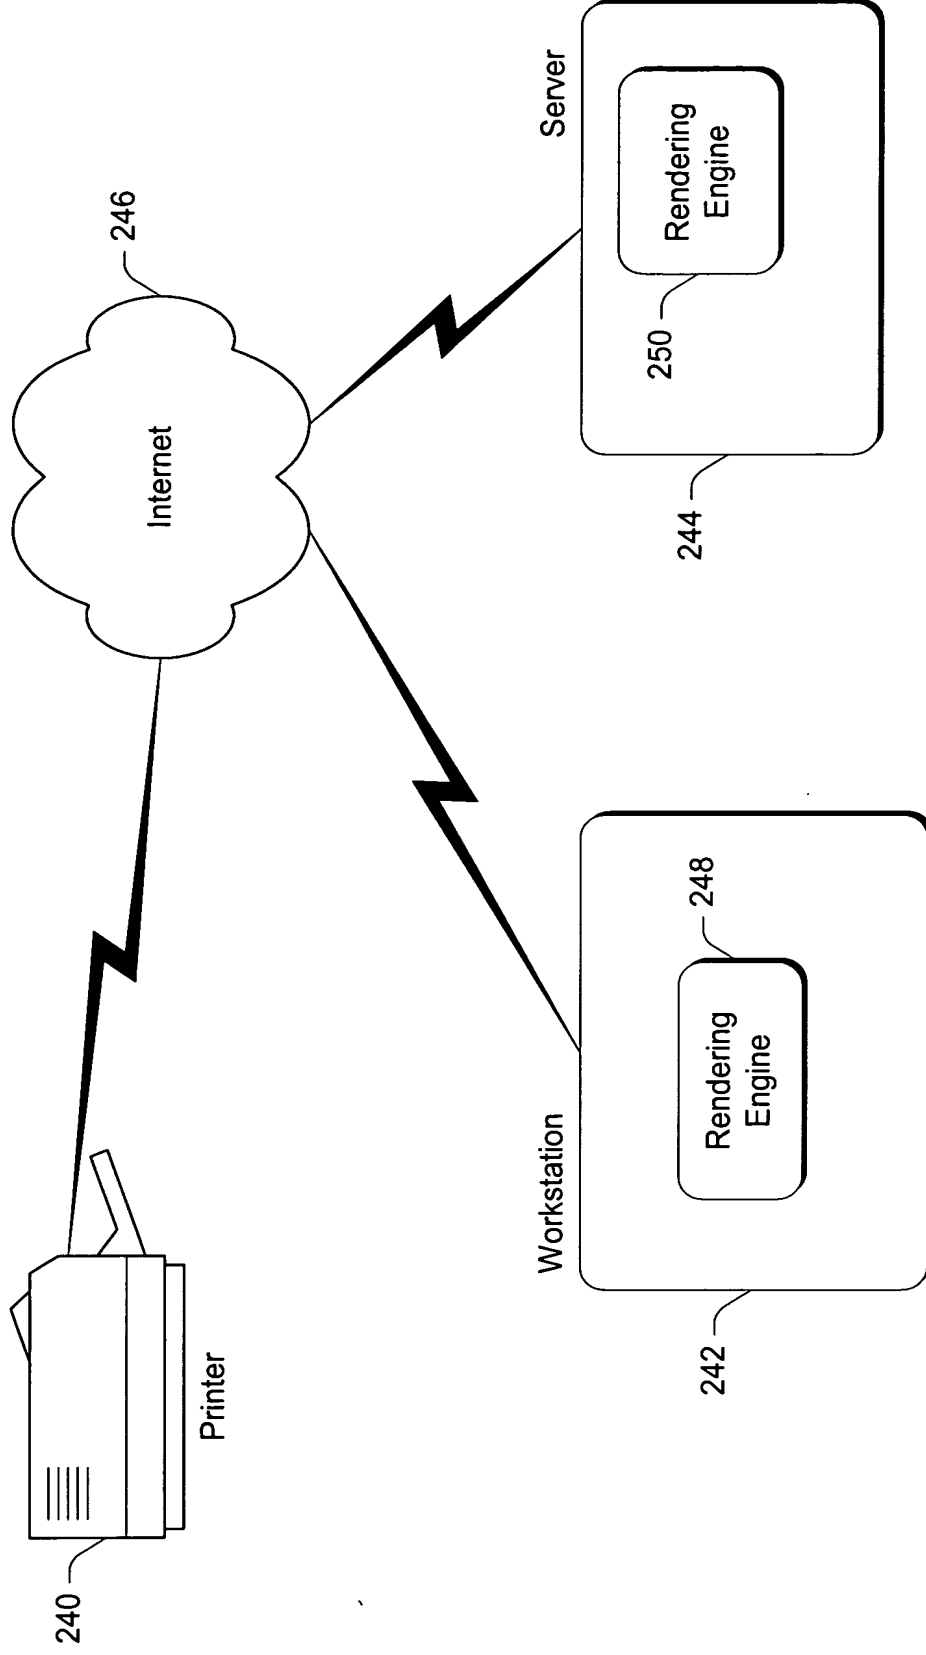 240
Printer
Internet
246
Workstation
242
Rendering
Engine
248
Server
244
250
Rendering
Engine